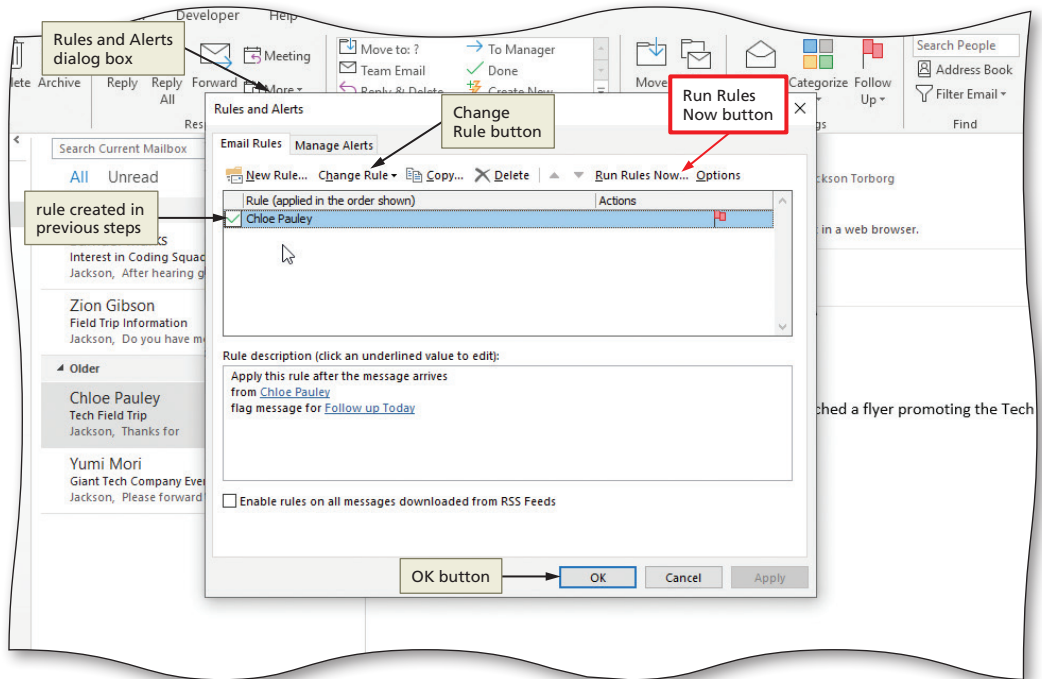 Developer Help
Rules and Alerts
dialog box
Meeting
Move to: ?
To Manager
Team Email
Done
Reply & Delete
Create New
Archive
Reply
Reply
All
Forward
More
Move
Categorize
Follow
Up
Search People
Address Book
Filter Email
Find
Run Rules
Now button
Change
Rule button
Rules and Alerts
Email Rules Manage Alerts
New Rule... Change Rule Copy... Delete Run Rules Now... Options
Rule (applied in the order shown) Actions
Chloe Pauley
rule created in
previous steps
Search Current Mailbox
All Unread
Interest in Coding Squad
Jackson, After hearing g
Zion Gibson
Field Trip Information
Jackson, Do you have m
Older
Chloe Pauley
Tech Field Trip
Jackson, Thanks for
Yumi Mori
Giant Tech Company Eve
Jackson, Please forward
Rule description (click an underlined value to edit):
Apply this rule after the message arrives
from Chloe Pauley
flag message for Follow up Today
Enable rules on all messages downloaded from RSS Feeds
OK button
OK Cancel Apply
ckson Torborg
in a web browser.
ched a flyer promoting the Tech